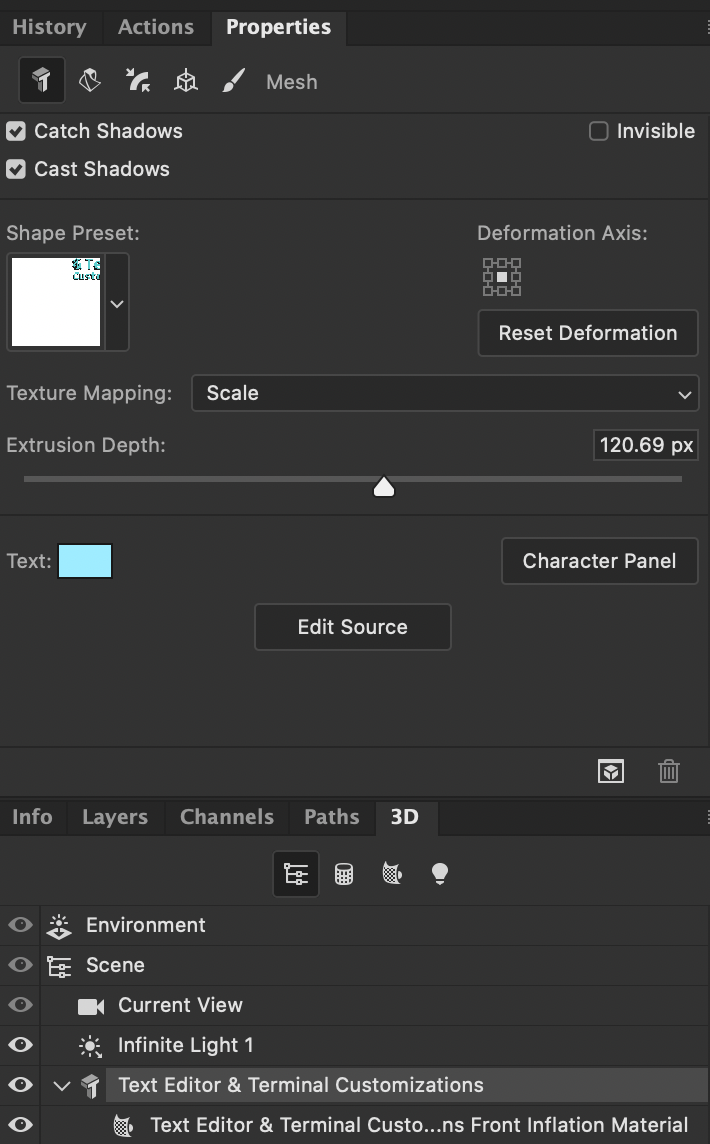 History Actions Properties
Mesh
Catch Shadows Invisible
Cast Shadows
Shape Preset: Deformation Axis:
& Te
Custo
Reset Deformation
Texture Mapping: Scale
Extrusion Depth: 120.69 px
Text: Character Panel
Edit Source
Info Layers Channels Paths 3D
Environment
Scene
Current View
Infinite Light 1
Text Editor & Terminal Customizations
Text Editor & Terminal Custo...ns Front Inflation Material